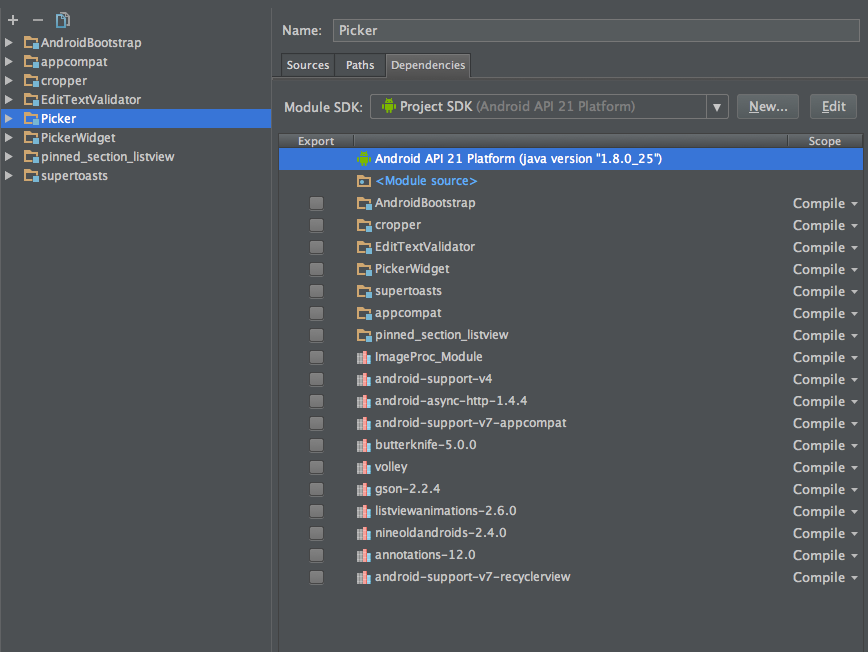 Name: Picker
AndroidBootstrap
appcompat
cropper
EditTextValidator
Picker
PickerWidget
pinned_section_listview
supertoasts
Sources Paths Dependencies
Module SDK: Project SDK (Android API 21 Platform) New... Edit
Export Scope
Android API 21 Platform (java version "1.8.0_25")
<Module source>
AndroidBootstrap Compile
cropper Compile
EditTextValidator Compile
PickerWidget Compile
supertoasts Compile
appcompat Compile
pinned_section_listview Compile
ImageProc_Module Compile
android-support-v4 Compile
android-async-http-1.4.4 Compile
android-support-v7-appcompat Compile
butterknife-5.0.0 Compile
volley Compile
gson-2.2.4 Compile
listviewanimations-2.6.0 Compile
nineoldandroids-2.4.0 Compile
annotations-12.0 Compile
android-support-v7-recyclerview Compile